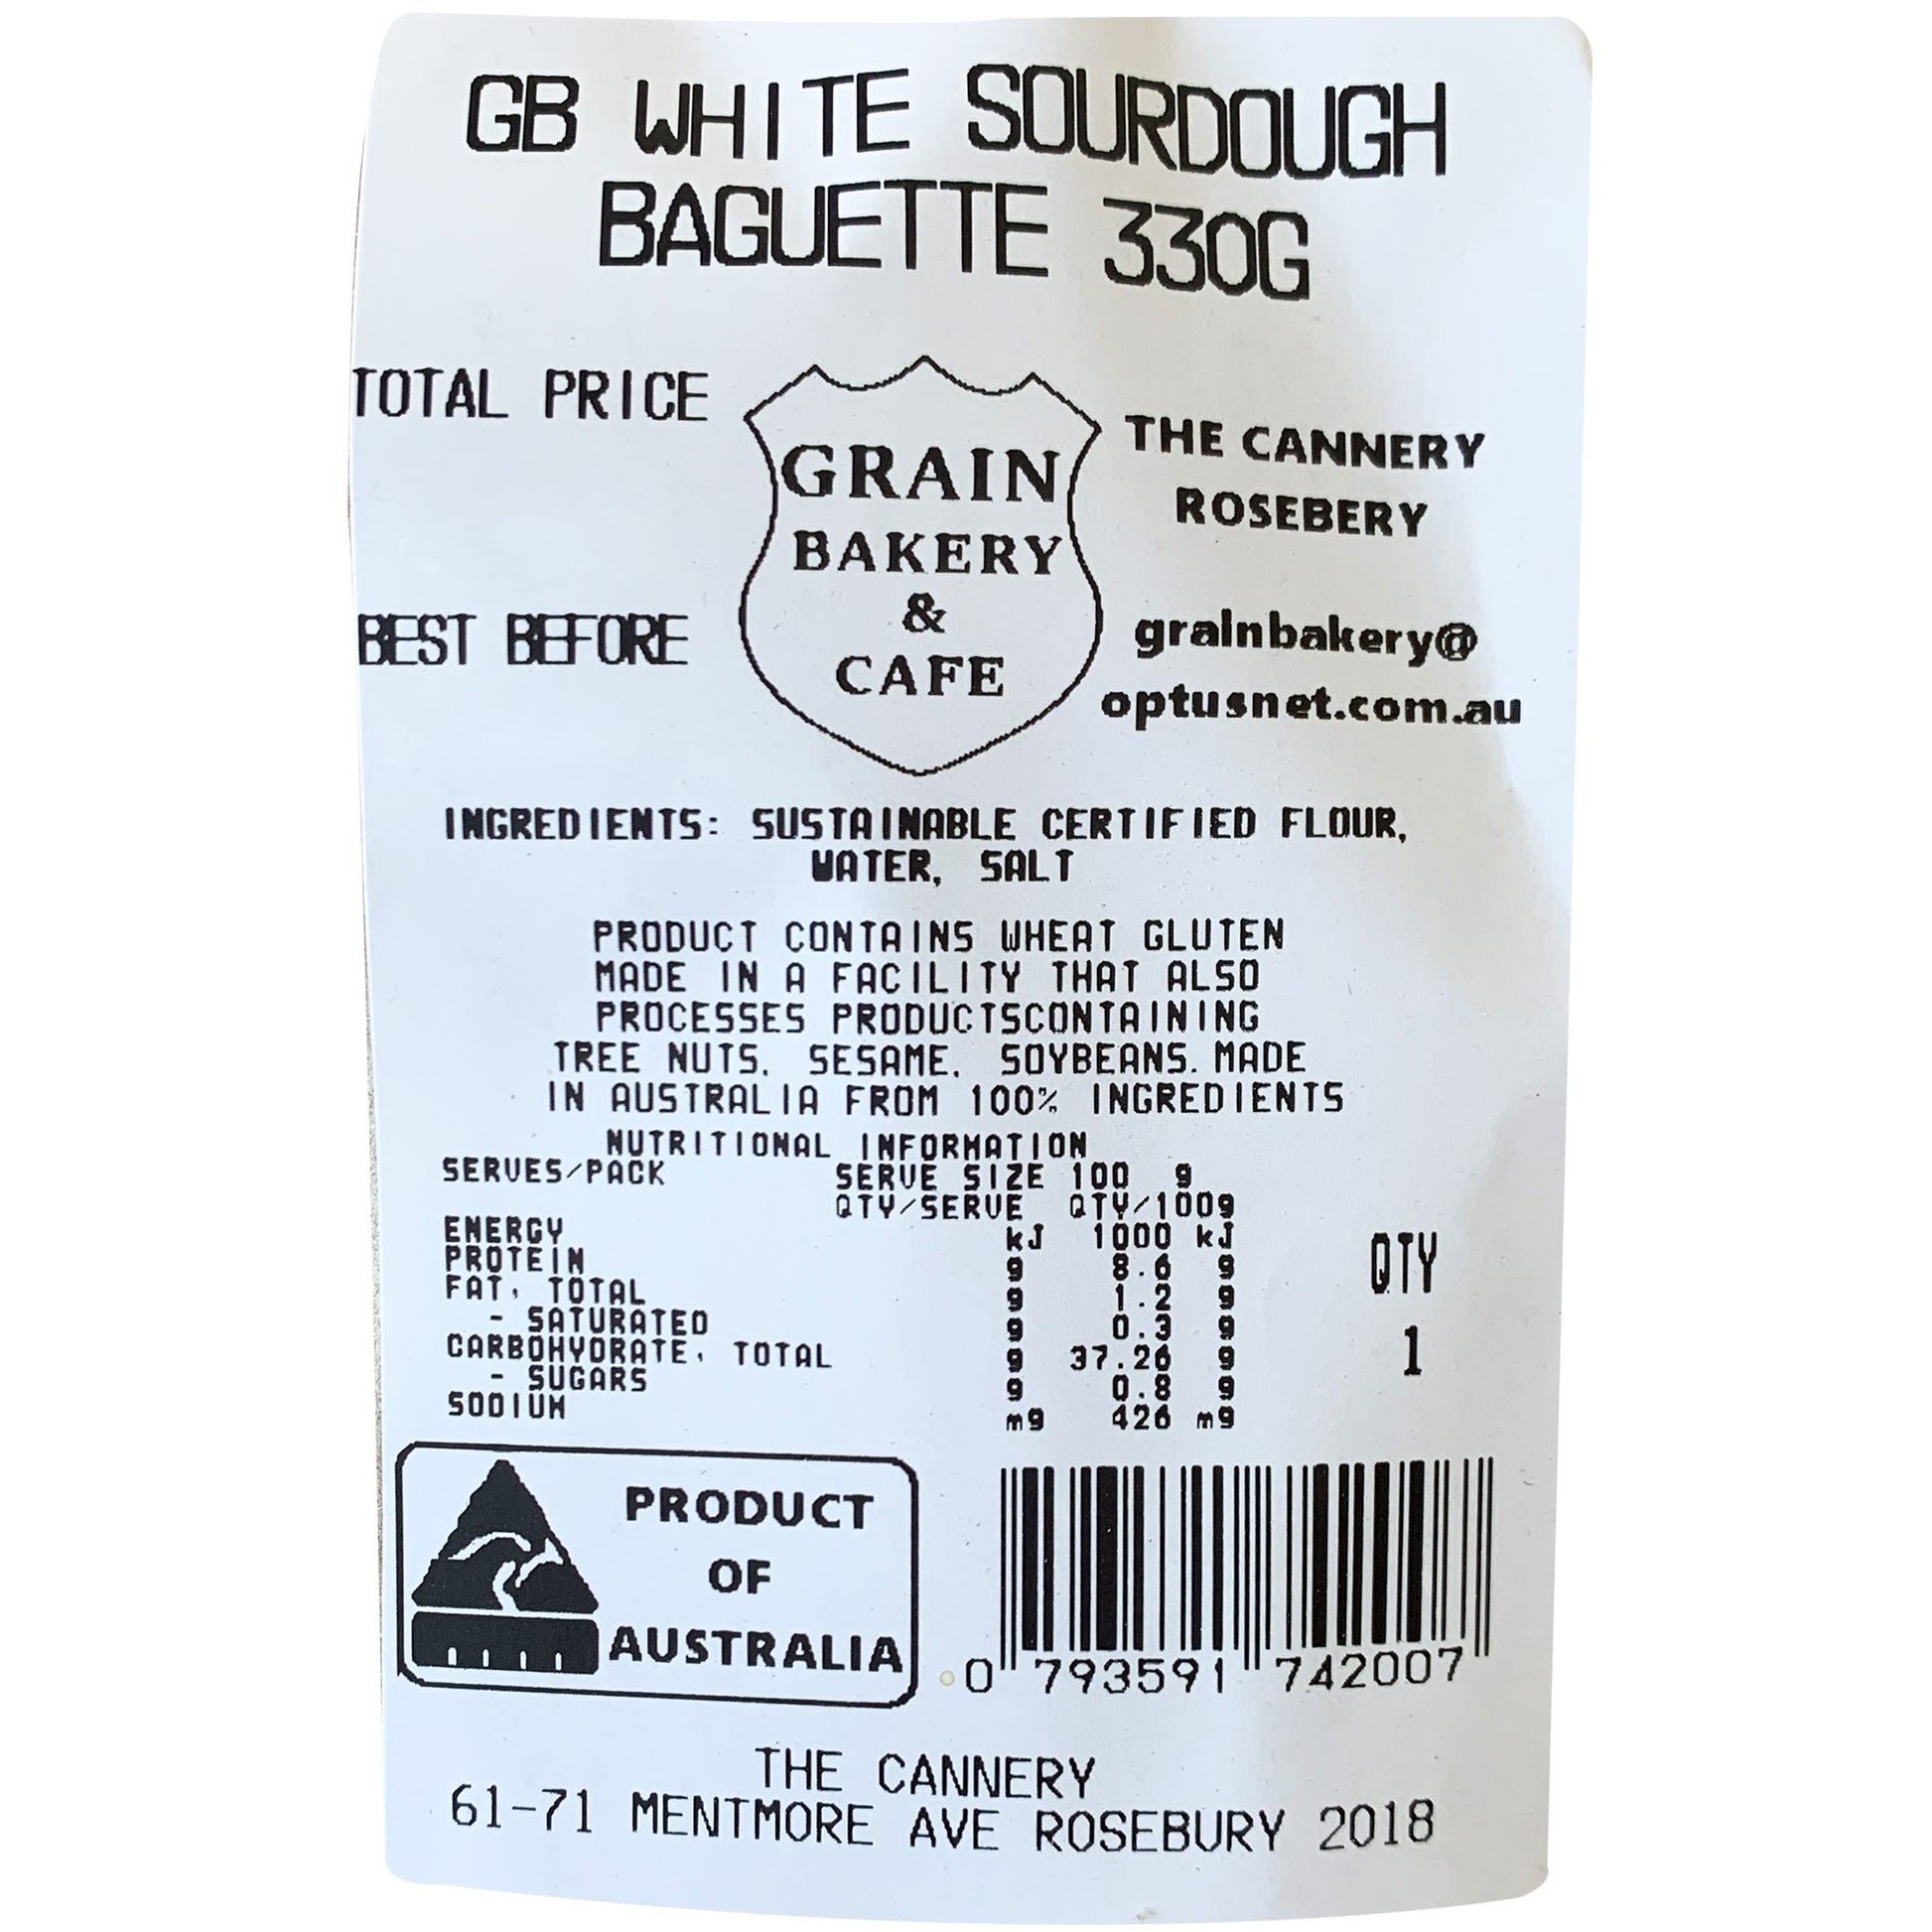 GB WHITE SOURDOUGH
BAGUETTE 330G
TOTAL PRICE
BEST BEFORE
GRAIN
BAKERY
&
CAFE
THE CANNERY
ROSEBERY
grainbakery@
optusnet.com.au
INGREDIENTS: SUSTAINABLE CERTIFIED FLOUR,
WATER, SALT
PRODUCT CONTAINS WHEAT GLUTEN
MADE IN A FACILITY THAT ALSO
PROCESSES PRODUCTSCONTAINING
TREE NUTS, SESAME, SOYBEANS. MADE
IN AUSTRALIA FROM 100% INGREDIENTS
NUTRITIONAL INFORMATION
SERVES/PACK SERVE SIZE 100 g
QTY/SERVE QTY/100g
ENERGY kJ 1000 kJ
PROTEIN g 8.6 g
FAT, TOTAL g 1.2 g
- SATURATED g 0.3 g
CARBOHYDRATE, TOTAL g 37.26 g
- SUGARS g 0.8 g
SODIUM mg 426 mg
QTY
1
PRODUCT
OF
AUSTRALIA
0 793591 742007
THE CANNERY
61-71 MENTMORE AVE ROSEBURY 2018